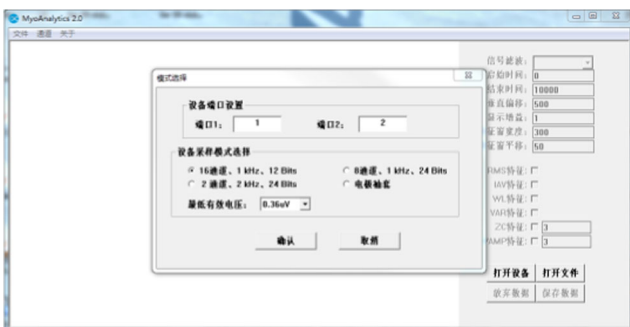 MyoAnalytics 2.0
文件 通道 关于
模式选择
设备端口设置
端口1: 1 端口2: 2
设备采样模式选择
16通道、1 kHz、12 Bits
8通道、1 kHz、24 Bits
2 通道、2 kHz、24 Bits
电极袖套
最低有效电压: 0.36uV
确认 取消
信号滤波:
起始时间: 0
结束时间: 10000
垂直偏移: 500
显示增益: 1
征窗宽度: 300
征窗平移: 50
RMS特征:
IAV特征:
WL特征:
VAR特征:
ZC特征: 3
WAMP特征: 3
打开设备 打开文件
放弃数据 保存数据